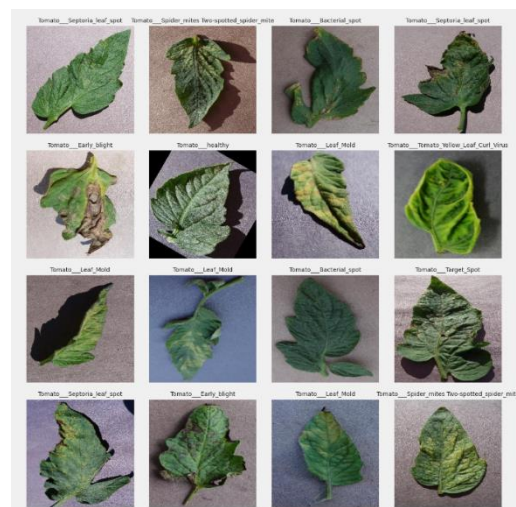 Tomato___Septoria_leaf_spot Tomato___Spider_mites Two-spotted_spider_mite Tomato___Bacterial_spot Tomato___Septoria_leaf_spot
Tomato___Early_blight Tomato___healthy Tomato___Leaf_Mold Tomato___Tomato_Yellow_Leaf_Curl_Virus
Tomato___Leaf_Mold Tomato___Leaf_Mold Tomato___Bacterial_spot Tomato___Target_Spot
Tomato___Septoria_leaf_spot Tomato___Early_blight Tomato___Leaf_Mold Tomato___Spider_mites Two-spotted_spider_mit